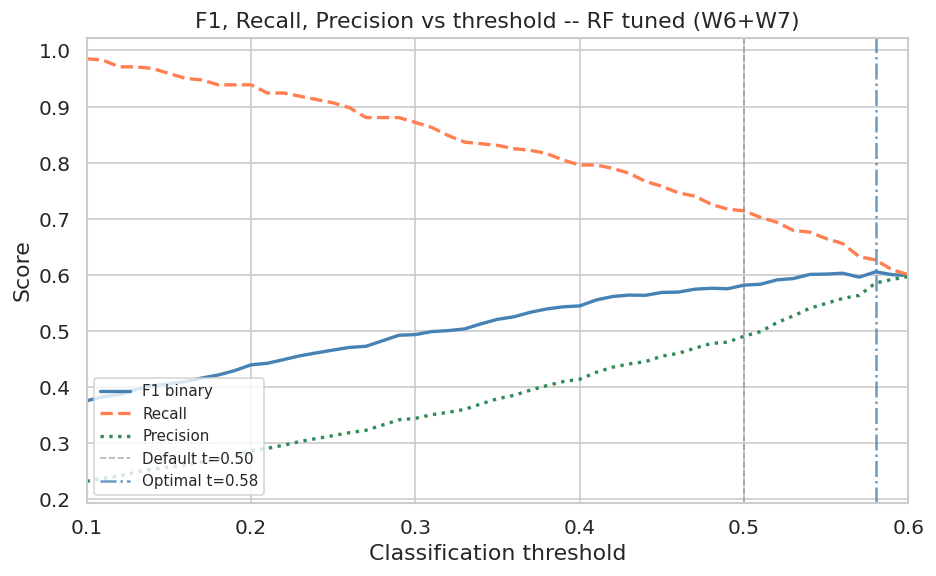 F1, Recall, Precision vs threshold -- RF tuned (W6+W7)
1.0
0.9
0.8
0.7
0.6
0.5
0.4
0.3
0.2
Score
F1 binary
Recall
Precision
Default t=0.50
Optimal t=0.58
0.1 0.2 0.3 0.4 0.5 0.6
Classification threshold